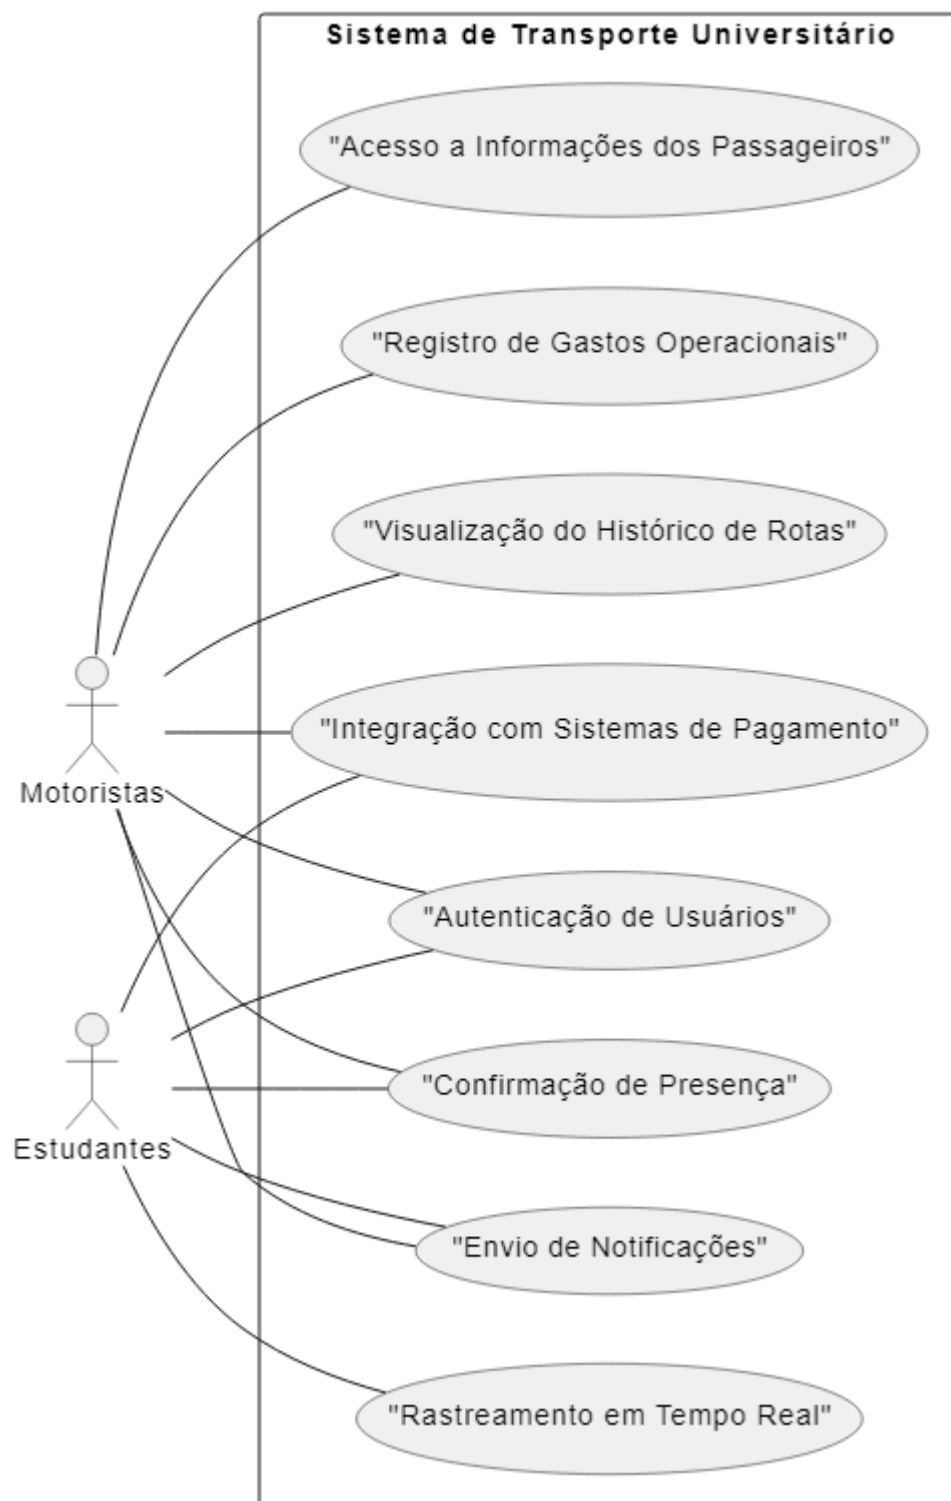 Sistema de Transporte Universitário
"Acesso a Informações dos Passageiros"
"Registro de Gastos Operacionais"
"Visualização do Histórico de Rotas"
"Integração com Sistemas de Pagamento"
Motoristas
"Autenticação de Usuários"
"Confirmação de Presença"
Estudantes
"Envio de Notificações"
"Rastreamento em Tempo Real"